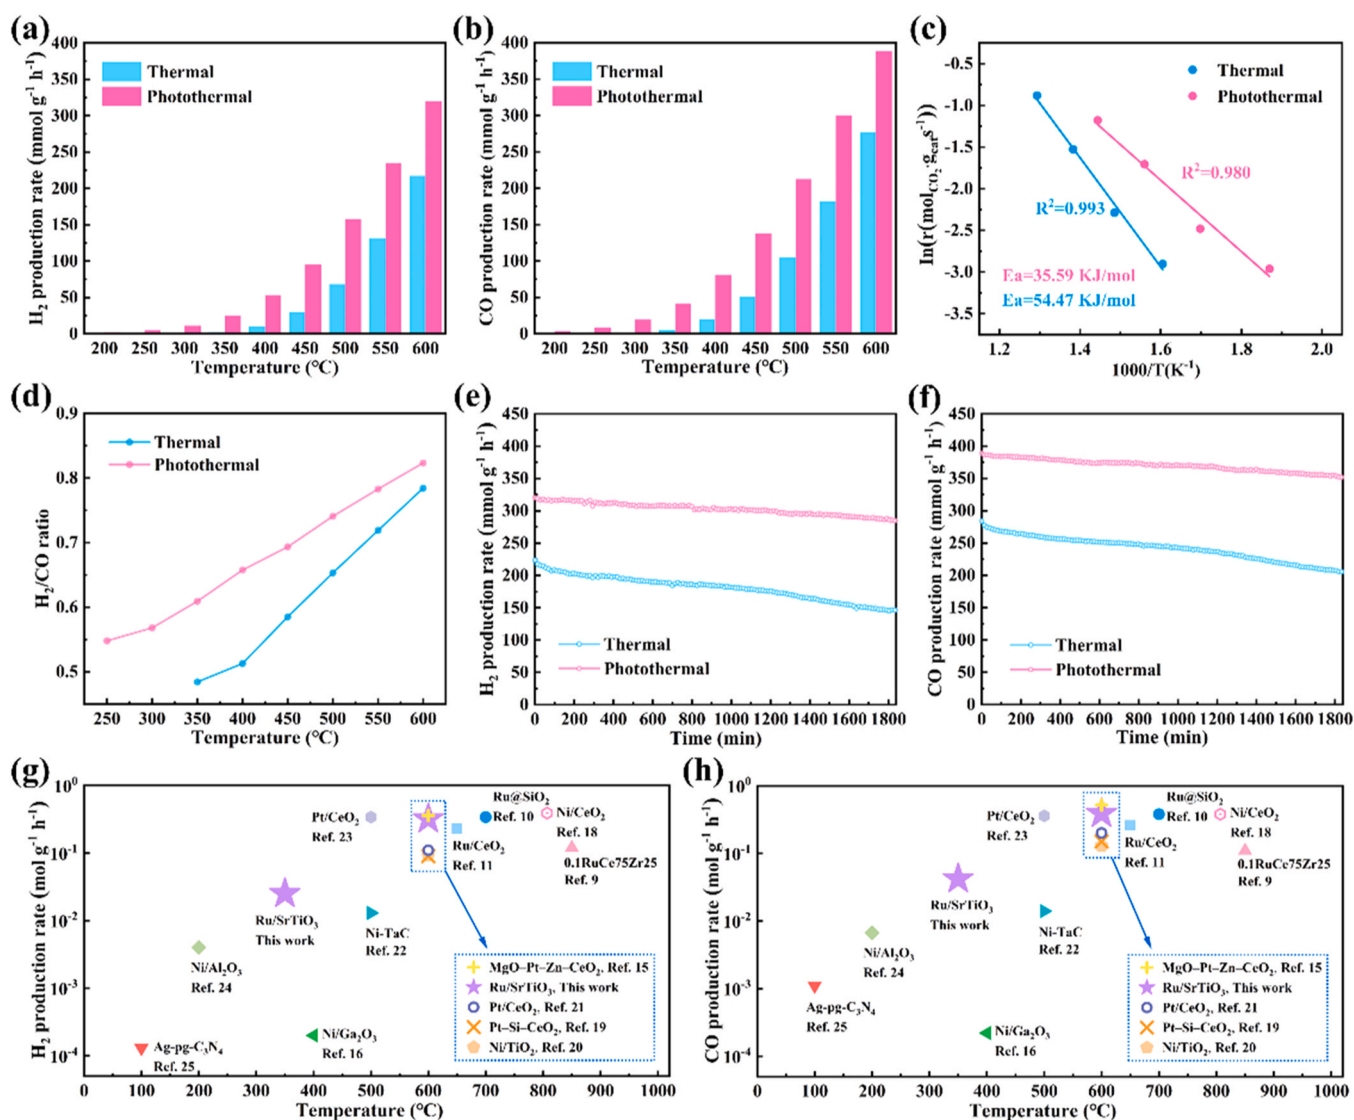 (a)
400
350
300
250
200
150
100
50
0
H2 production rate (mmol g-1 h-1)
Thermal
Photothermal
200 250 300 350 400 450 500 550 600
Temperature (°C)
(b)
400
350
300
250
200
150
100
50
0
CO production rate (mmol g-1 h-1)
Thermal
Photothermal
200 250 300 350 400 450 500 550 600
Temperature (°C)
(c)
-0.5
-1.0
-1.5
-2.0
-2.5
-3.0
-3.5
ln(r(molCO2·gcats-1))
Thermal
Photothermal
R2=0.980
R2=0.993
Ea=35.59 KJ/mol
Ea=54.47 KJ/mol
1.2 1.4 1.6 1.8 2.0
1000/T(K-1)
(d)
0.9
0.8
0.7
0.6
0.5
H2/CO ratio
Thermal
Photothermal
250 300 350 400 450 500 550 600
Temperature (°C)
(e)
450
400
350
300
250
200
150
100
50
0
H2 production rate (mmol g-1 h-1)
Thermal
Photothermal
0 200 400 600 800 1000 1200 1400 1600 1800
Time (min)
(f)
450
400
350
300
250
200
150
100
50
0
CO production rate (mmol g-1 h-1)
Thermal
Photothermal
0 200 400 600 800 1000 1200 1400 1600 1800
Time (min)
(g)
100
10-1
10-2
10-3
10-4
H2 production rate (mol g-1 h-1)
Pt/CeO2
Ref. 23
Ru@SiO2
Ref. 10
Ni/CeO2
Ref. 18
Ru/CeO2
Ref. 11
0.1RuCe75Zr25
Ref. 9
Ru/SrTiO3
This work
Ni-TaC
Ref. 22
Ni/Al2O3
Ref. 24
Ni/Ga2O3
Ref. 16
Ag-pg-C3N4
Ref. 25
MgO–Pt–Zn–CeO2, Ref. 15
Ru/SrTiO3, This work
Pt/CeO2, Ref. 21
Pt–Si–CeO2, Ref. 19
Ni/TiO2, Ref. 20
0 100 200 300 400 500 600 700 800 900 1000
Temperature (°C)
(h)
100
10-1
10-2
10-3
10-4
CO production rate (mol g-1 h-1)
Pt/CeO2
Ref. 23
Ru@SiO2
Ref. 10
Ni/CeO2
Ref. 18
Ru/CeO2
Ref. 11
0.1RuCe75Zr25
Ref. 9
Ru/SrTiO3
This work
Ni-TaC
Ref. 22
Ni/Al2O3
Ref. 24
Ag-pg-C3N4
Ref. 25
Ni/Ga2O3
Ref. 16
MgO–Pt–Zn–CeO2, Ref. 15
Ru/SrTiO3, This work
Pt/CeO2, Ref. 21
Pt–Si–CeO2, Ref. 19
Ni/TiO2, Ref. 20
0 100 200 300 400 500 600 700 800 900 1000
Temperature (°C)